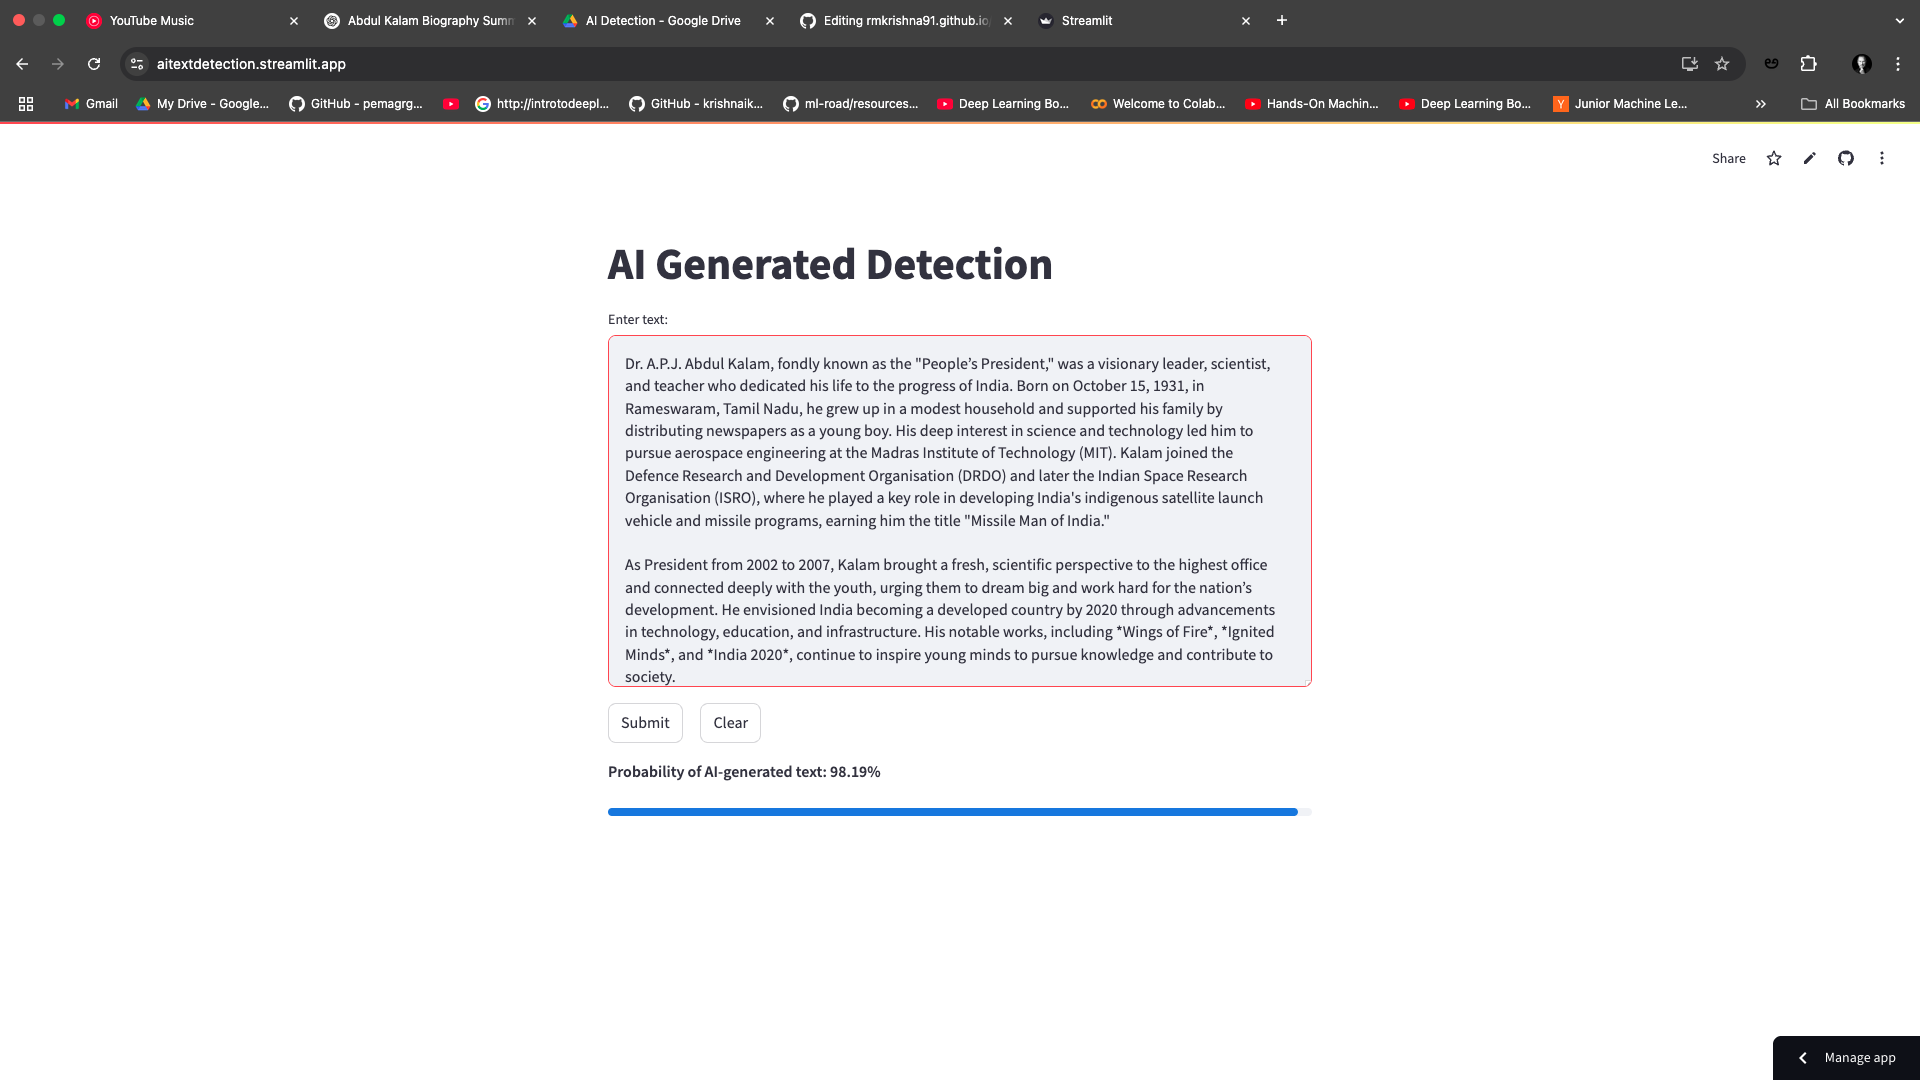 YouTube Music
Abdul Kalam Biography Summ
AI Detection - Google Drive
Editing rmkrishna91.github.io
Streamlit
aitextdetection.streamlit.app
Gmail
My Drive - Google...
GitHub - pemagrg...
http://introtodeepl...
GitHub - krishnaik...
ml-road/resources...
Deep Learning Bo...
Welcome to Colab...
Hands-On Machin...
Deep Learning Bo...
Y
Junior Machine Le...
All Bookmarks
Share
AI Generated Detection
Enter text:
Dr. A.P.J. Abdul Kalam, fondly known as the "People’s President," was a visionary leader, scientist,
and teacher who dedicated his life to the progress of India. Born on October 15, 1931, in
Rameswaram, Tamil Nadu, he grew up in a modest household and supported his family by
distributing newspapers as a young boy. His deep interest in science and technology led him to
pursue aerospace engineering at the Madras Institute of Technology (MIT). Kalam joined the
Defence Research and Development Organisation (DRDO) and later the Indian Space Research
Organisation (ISRO), where he played a key role in developing India's indigenous satellite launch
vehicle and missile programs, earning him the title "Missile Man of India."
As President from 2002 to 2007, Kalam brought a fresh, scientific perspective to the highest office
and connected deeply with the youth, urging them to dream big and work hard for the nation’s
development. He envisioned India becoming a developed country by 2020 through advancements
in technology, education, and infrastructure. His notable works, including *Wings of Fire*, *Ignited
Minds*, and *India 2020*, continue to inspire young minds to pursue knowledge and contribute to
society.
Submit
Clear
Probability of AI-generated text: 98.19%
Manage app